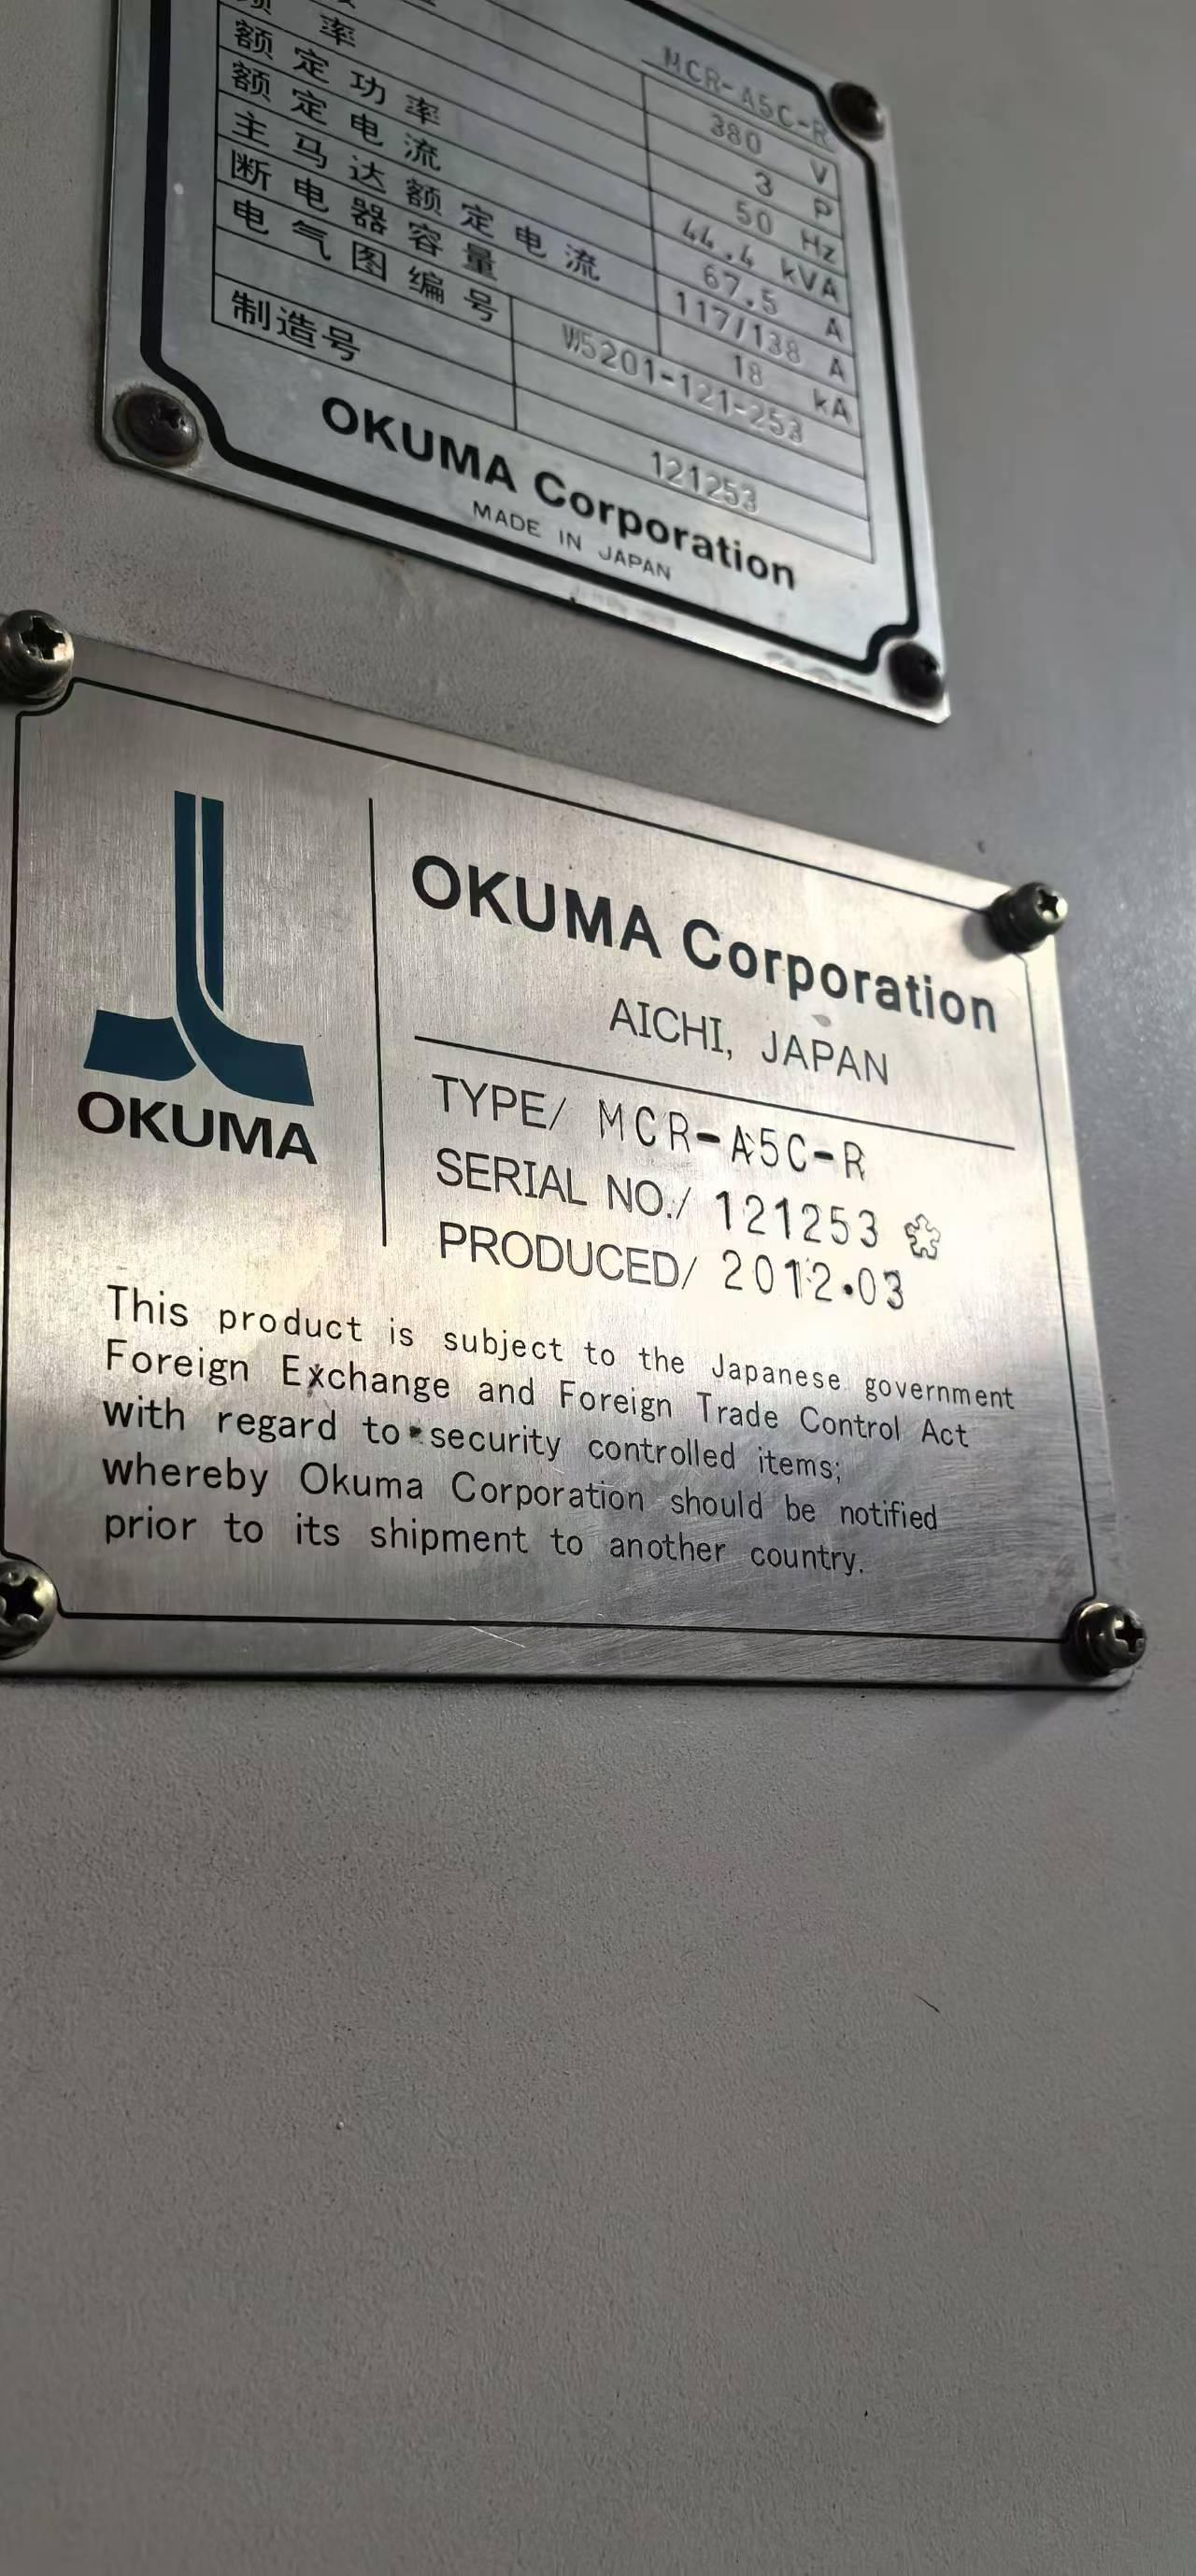 MCR-A5C-R
380 V
3 P
频 率 50 Hz
额 定 功 率 44.4 kVA
额 定 电 流 67.5 A
主 马 达 额 定 电 流 117/138 A
断 电 器 容 量 18 kA
电 气 图 编 号 W5201-121-253
制造号 121253
OKUMA Corporation
MADE IN JAPAN
OKUMA
OKUMA Corporation
AICHI, JAPAN
TYPE/ MCR-A5C-R
SERIAL NO./ 121253
PRODUCED/ 2012.03
This product is subject to the Japanese government
Foreign Exchange and Foreign Trade Control Act
with regard to security controlled items;
whereby Okuma Corporation should be notified
prior to its shipment to another country.